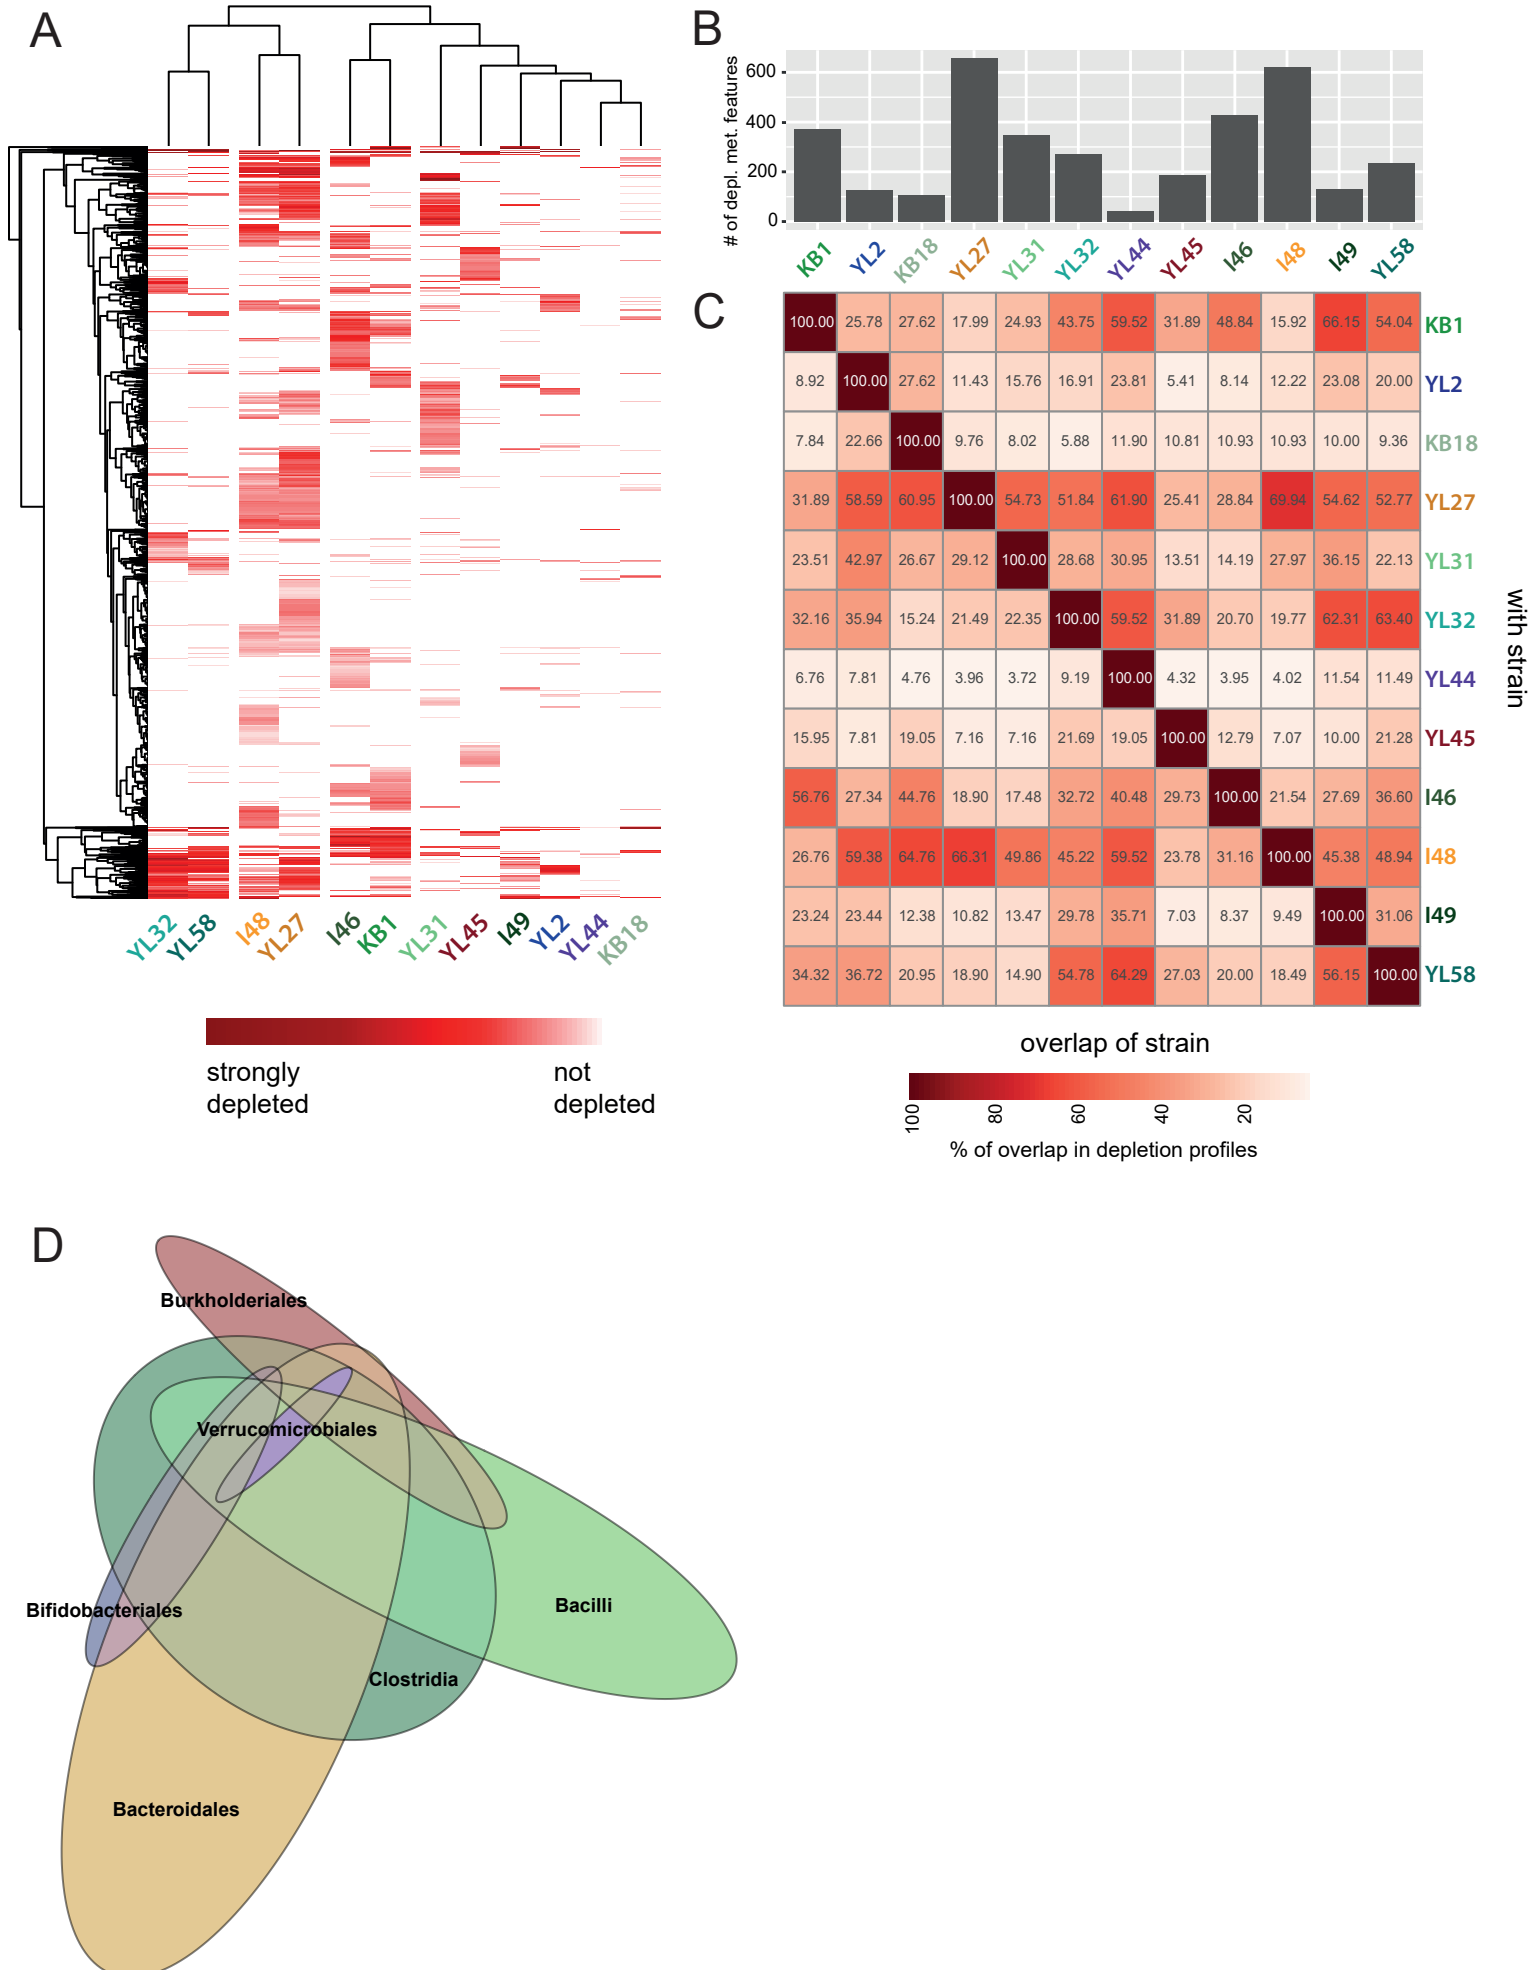 A
YL32
YL58
I48
YL27
I46
KB1
YL31
YL45
I49
YL2
YL44
KB18
strongly
depleted
not
depleted
B
# of depl. met. features
600
400
200
0
KB1
YL2
KB18
YL27
YL31
YL32
YL44
YL45
I46
I48
I49
YL58
C
100.00 25.78 27.62 17.99 24.93 43.75 59.52 31.89 48.84 15.92 66.15 54.04 KB1
8.92 100.00 27.62 11.43 15.76 16.91 23.81 5.41 8.14 12.22 23.08 20.00 YL2
7.84 22.66 100.00 9.76 8.02 5.88 11.90 10.81 10.93 10.93 10.00 9.36 KB18
31.89 58.59 60.95 100.00 54.73 51.84 61.90 25.41 28.84 69.94 54.62 52.77 YL27
23.51 42.97 26.67 29.12 100.00 28.68 30.95 13.51 14.19 27.97 36.15 22.13 YL31
32.16 35.94 15.24 21.49 22.35 100.00 59.52 31.89 20.70 19.77 62.31 63.40 YL32
6.76 7.81 4.76 3.96 3.72 9.19 100.00 4.32 3.95 4.02 11.54 11.49 YL44
15.95 7.81 19.05 7.16 7.16 21.69 19.05 100.00 12.79 7.07 10.00 21.28 YL45
56.76 27.34 44.76 18.90 17.48 32.72 40.48 29.73 100.00 21.54 27.69 36.60 I46
26.76 59.38 64.76 66.31 49.86 45.22 59.52 23.78 31.16 100.00 45.38 48.94 I48
23.24 23.44 12.38 10.82 13.47 29.78 35.71 7.03 8.37 9.49 100.00 31.06 I49
34.32 36.72 20.95 18.90 14.90 54.78 64.29 27.03 20.00 18.49 56.15 100.00 YL58
with strain
overlap of strain
100
80
60
40
20
% of overlap in depletion profiles
D
Burkholderiales
Verrucomicrobiales
Bifidobacteriales
Bacilli
Clostridia
Bacteroidales